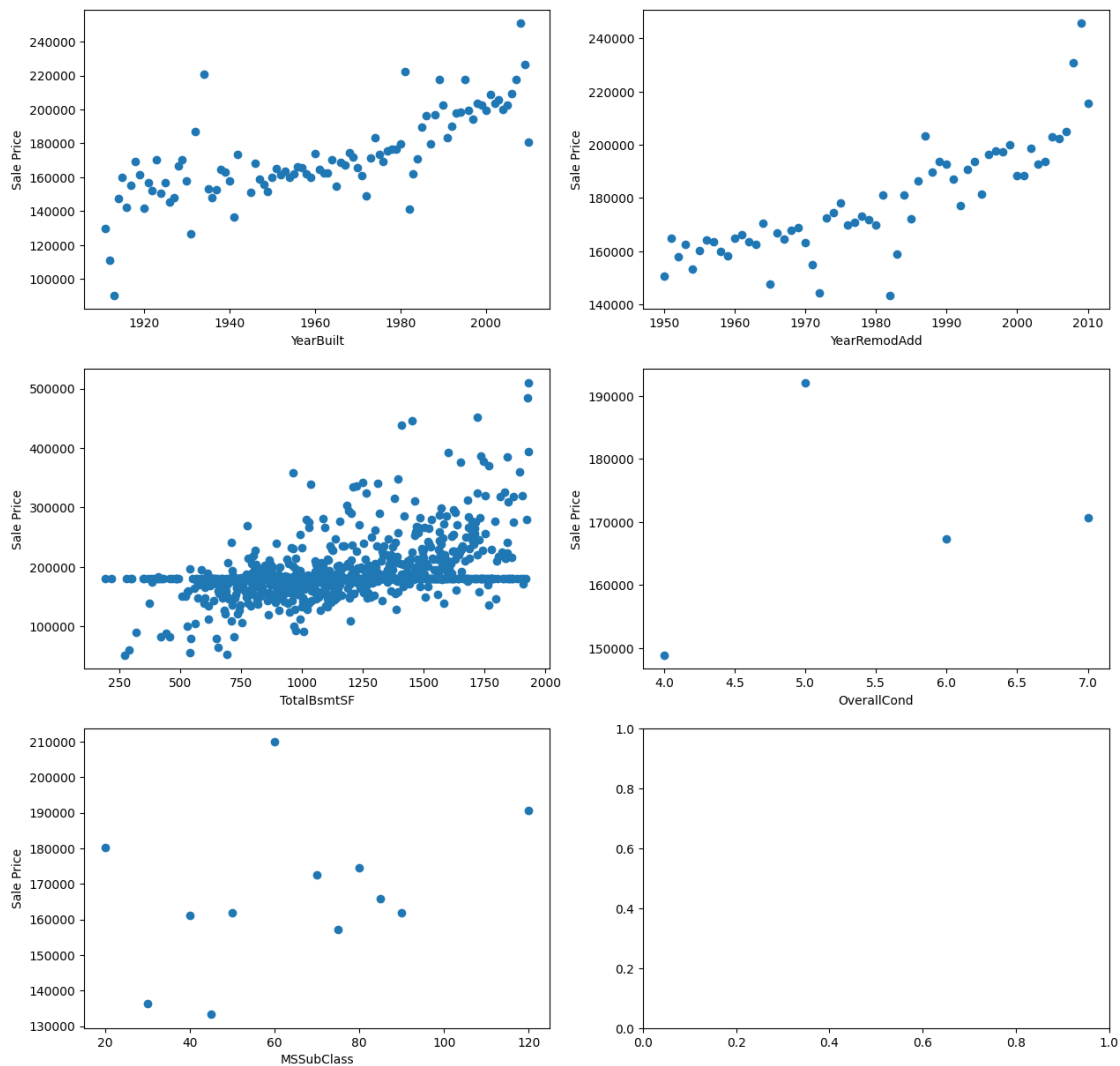 240000
220000
200000
180000
160000
140000
120000
100000
Sale Price
1920 1940 1960 1980 2000
YearBuilt
240000
220000
200000
180000
160000
140000
Sale Price
1950 1960 1970 1980 1990 2000 2010
YearRemodAdd
500000
400000
300000
200000
100000
Sale Price
250 500 750 1000 1250 1500 1750 2000
TotalBsmtSF
190000
180000
170000
160000
150000
Sale Price
4.0 4.5 5.0 5.5 6.0 6.5 7.0
OverallCond
210000
200000
190000
180000
170000
160000
150000
140000
130000
Sale Price
20 40 60 80 100 120
MSSubClass
1.0
0.8
0.6
0.4
0.2
0.0
0.0 0.2 0.4 0.6 0.8 1.0